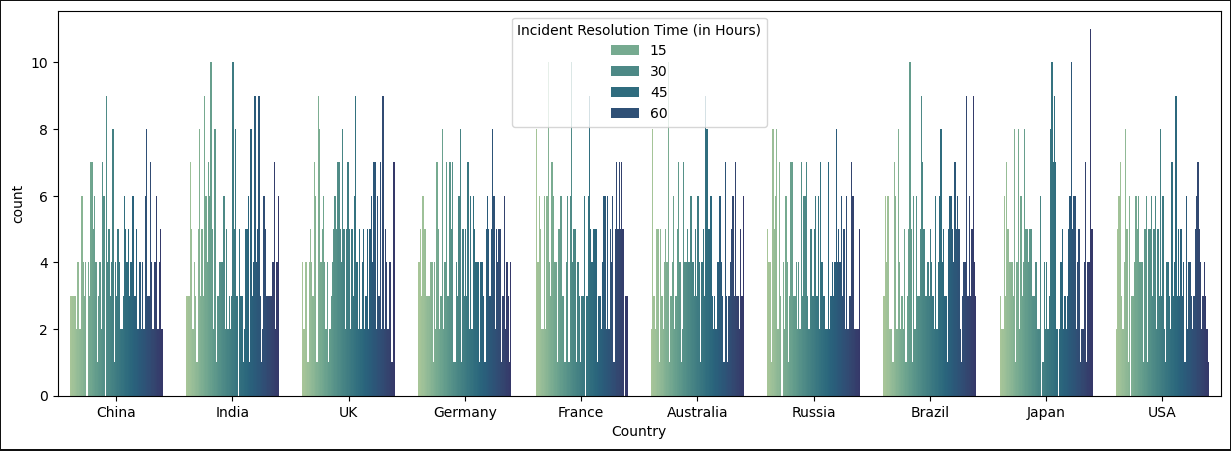 Incident Resolution Time (in Hours)
15
30
45
60
count
10
8
6
4
2
0
China India UK Germany France Australia Russia Brazil Japan USA
Country